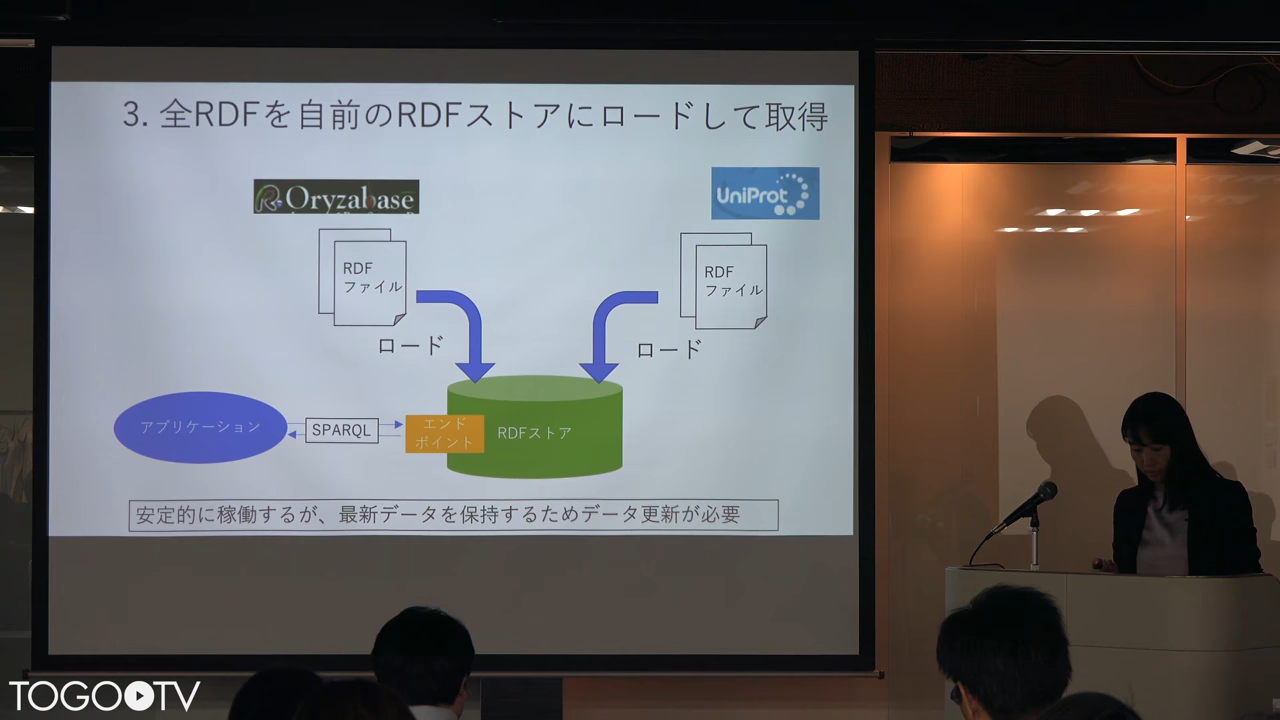 3. 全RDFを自前のRDFストアにロードして取得
Oryzabase
UniProt
RDF
ファイル
RDF
ファイル
ロード
ロード
アプリケーション
SPARQL
エンド
ポイント
RDFストア
安定的に稼働するが、最新データを保持するためデータ更新が必要
TOGOTV